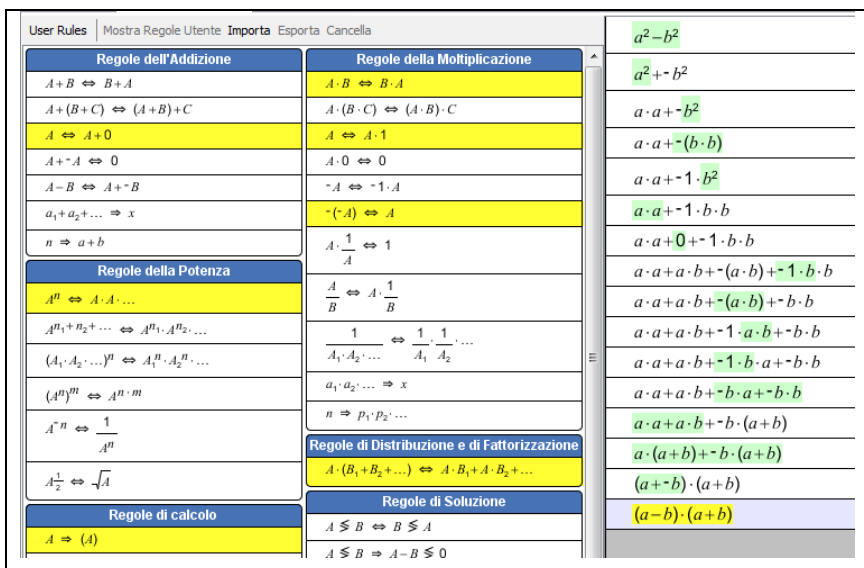 User Rules Mostra Regole Utente Importa Esporta Cancella
Regole dell'Addizione
A+B ⇔ B+A
A+(B+C) ⇔ (A+B)+C
A ⇔ A+0
A+⁻A ⇔ 0
A−B ⇔ A+⁻B
a₁+a₂+… ⇒ x
n ⇒ a+b
Regole della Potenza
Aⁿ ⇔ A·A·…
Aⁿ¹⁺ⁿ²⁺… ⇔ Aⁿ¹·Aⁿ²·…
(A₁·A₂·…)ⁿ ⇔ A₁ⁿ·A₂ⁿ·…
(Aⁿ)ᵐ ⇔ Aⁿ·ᵐ
A⁻ⁿ ⇔ 1/Aⁿ
A^(1/2) ⇔ √A
Regole di calcolo
A ⇒ (A)
Regole della Moltiplicazione
A·B ⇔ B·A
A·(B·C) ⇔ (A·B)·C
A ⇔ A·1
A·0 ⇔ 0
⁻A ⇔ ⁻1·A
⁻(⁻A) ⇔ A
A·1/A ⇔ 1
A/B ⇔ A·1/B
1/(A₁·A₂·…) ⇔ 1/A₁·1/A₂·…
a₁·a₂·… ⇒ x
n ⇒ p₁·p₂·…
Regole di Distribuzione e di Fattorizzazione
A·(B₁+B₂+…) ⇔ A·B₁+A·B₂+…
Regole di Soluzione
A ≶ B ⇔ B ≶ A
A ≶ B ⇒ A−B ≶ 0
a²−b²
a²+⁻b²
a·a+⁻b²
a·a+⁻(b·b)
a·a+⁻1·b²
a·a+⁻1·b·b
a·a+0+⁻1·b·b
a·a+a·b+⁻(a·b)+⁻1·b·b
a·a+a·b+⁻(a·b)+⁻b·b
a·a+a·b+⁻1·a·b+⁻b·b
a·a+a·b+⁻1·b·a+⁻b·b
a·a+a·b+⁻b·a+⁻b·b
a·a+a·b+⁻b·(a+b)
a·(a+b)+⁻b·(a+b)
(a+⁻b)·(a+b)
(a−b)·(a+b)